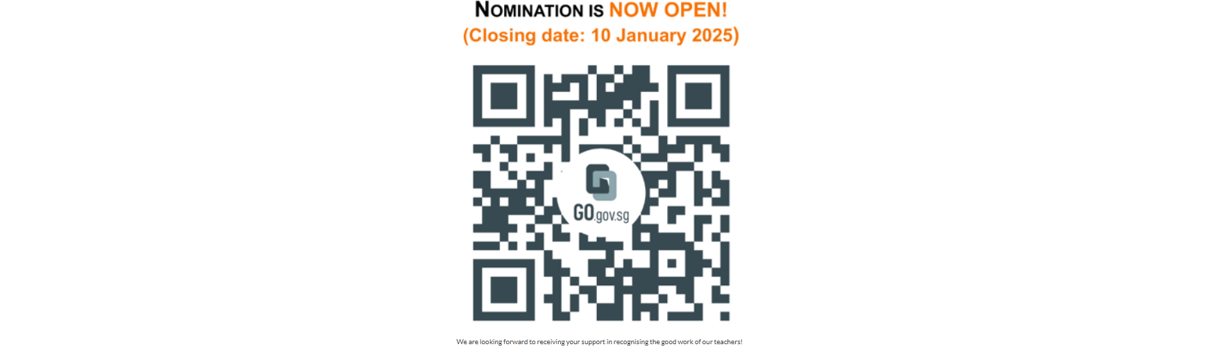 NOMINATION IS NOW OPEN!
(Closing date: 10 January 2025)
GO.gov.sg
We are looking forward to receiving your support in recognising the good work of our teachers!